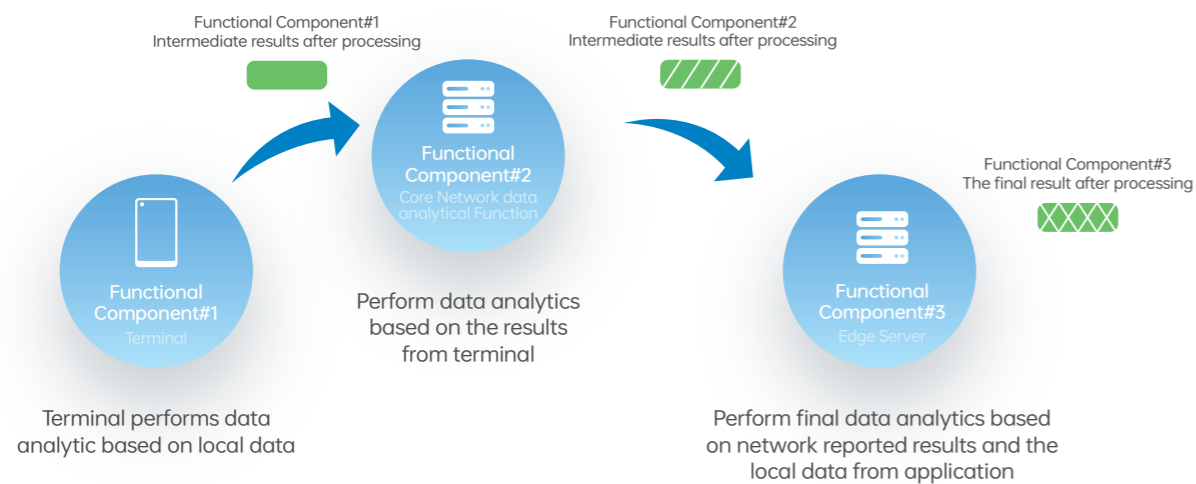 Functional Component#1
Intermediate results after processing
Functional Component#2
Intermediate results after processing
Functional
Component#2
Core Network data
analytical Function
Functional Component#3
The final result after processing
Functional
Component#1
Terminal
Perform data analytics
based on the results
from terminal
Functional
Component#3
Edge Server
Terminal performs data
analytic based on local data
Perform final data analytics based
on network reported results and the
local data from application